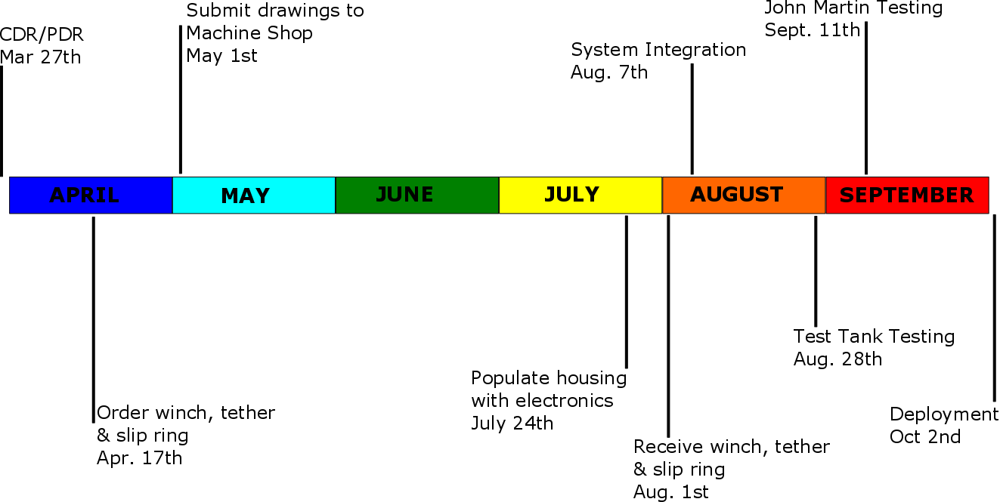 CDR/PDR
Mar 27th
Submit drawings to
Machine Shop
May 1st
System Integration
Aug. 7th
John Martin Testing
Sept. 11th
APRIL
MAY
JUNE
JULY
AUGUST
SEPTEMBER
Order winch, tether
& slip ring
Apr. 17th
Populate housing
with electronics
July 24th
Receive winch, tether
& slip ring
Aug. 1st
Test Tank Testing
Aug. 28th
Deployment
Oct 2nd